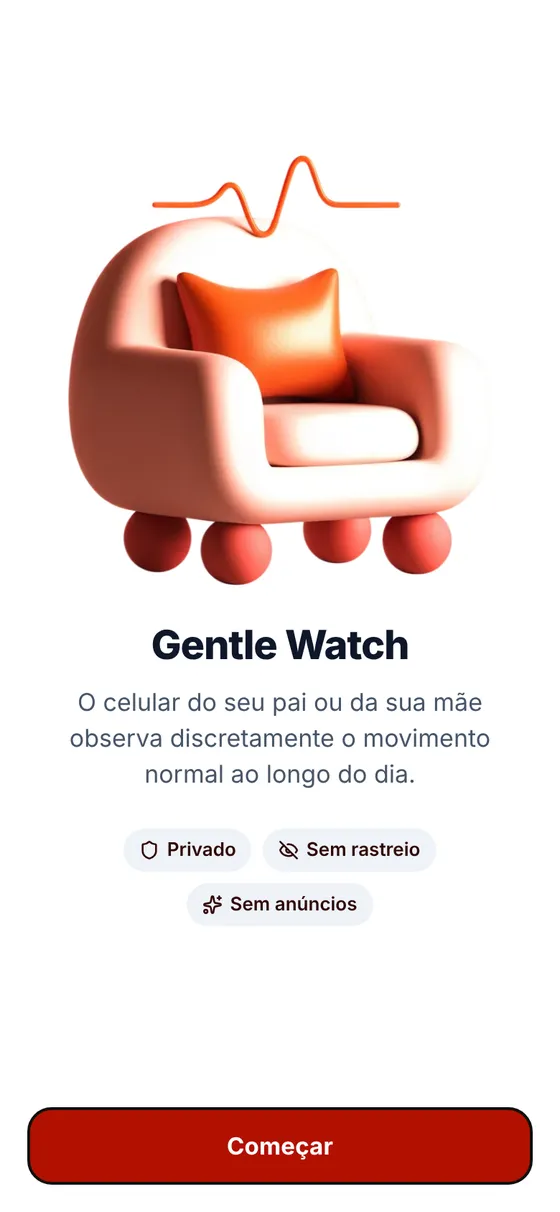 Gentle Watch
O celular do seu pai ou da sua mãe
observa discretamente o movimento
normal ao longo do dia.
Privado
Sem rastreio
Sem anúncios
Começar